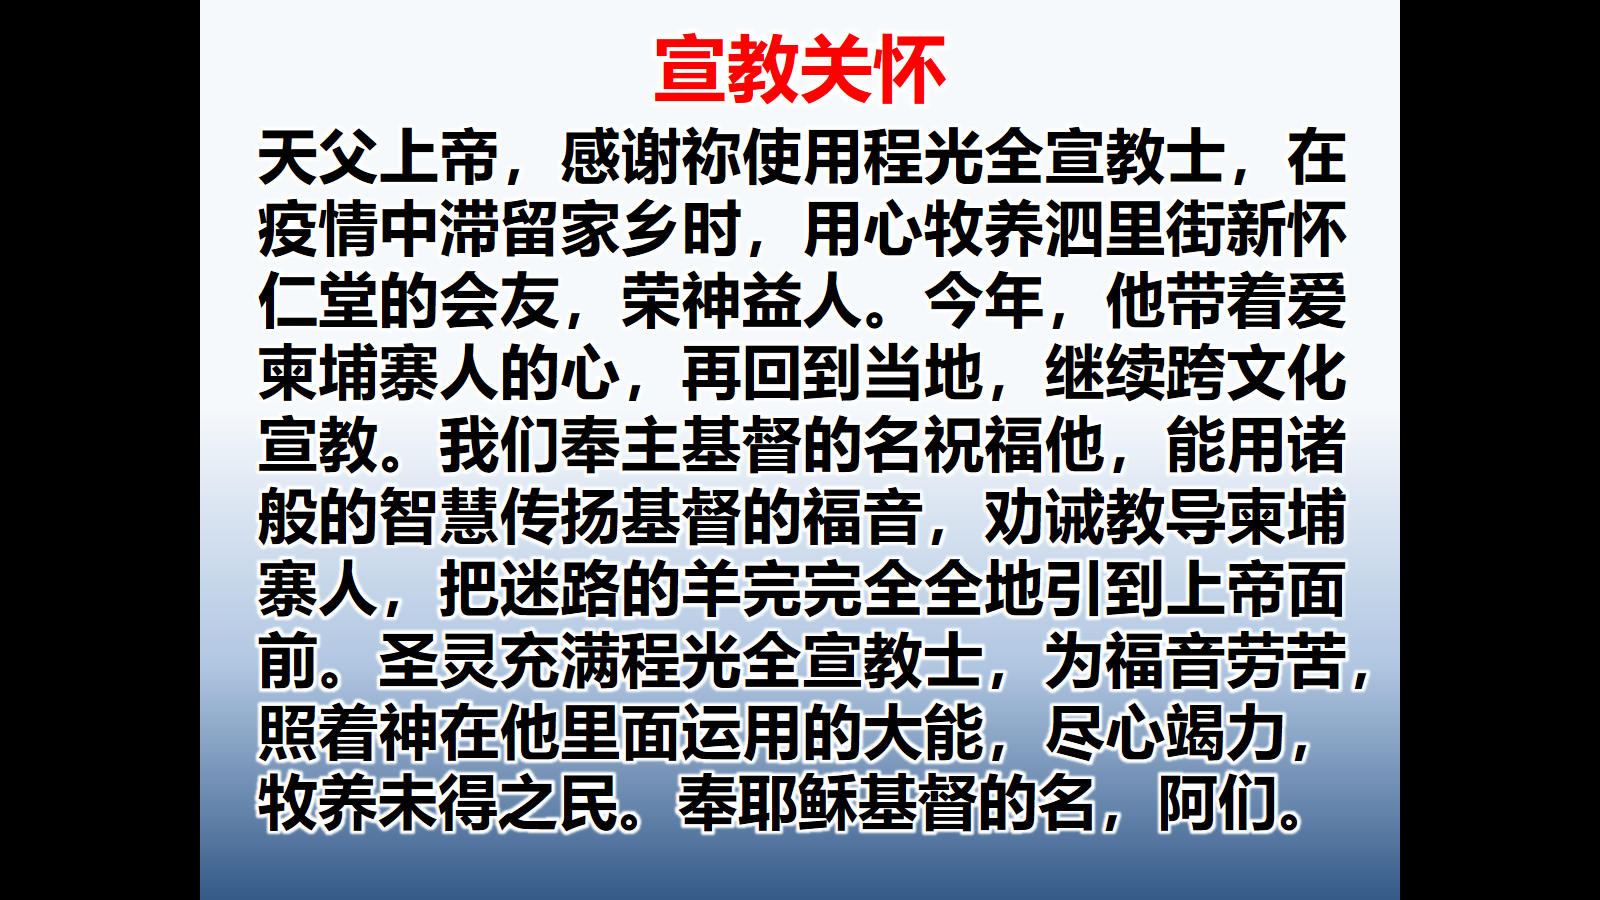 宣教关怀
天父上帝，感谢祢使用程光全宣教士，在
疫情中滞留家乡时，用心牧养泗里街新怀
仁堂的会友，荣神益人。今年，他带着爱
柬埔寨人的心，再回到当地，继续跨文化
宣教。我们奉主基督的名祝福他，能用诸
般的智慧传扬基督的福音，劝诫教导柬埔
寨人，把迷路的羊完完全全地引到上帝面
前。圣灵充满程光全宣教士，为福音劳苦，
照着神在他里面运用的大能，尽心竭力，
牧养未得之民。奉耶稣基督的名，阿们。